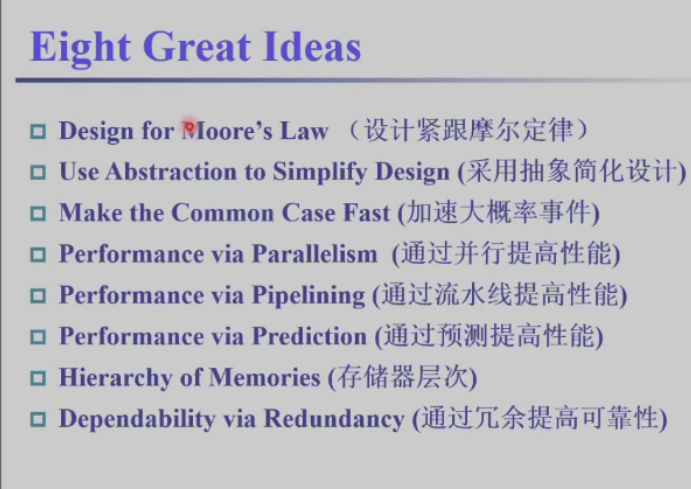 Eight Great Ideas
Design for Moore's Law （设计紧跟摩尔定律）
Use Abstraction to Simplify Design (采用抽象简化设计)
Make the Common Case Fast (加速大概率事件)
Performance via Parallelism (通过并行提高性能)
Performance via Pipelining (通过流水线提高性能)
Performance via Prediction (通过预测提高性能)
Hierarchy of Memories (存储器层次)
Dependability via Redundancy (通过冗余提高可靠性)